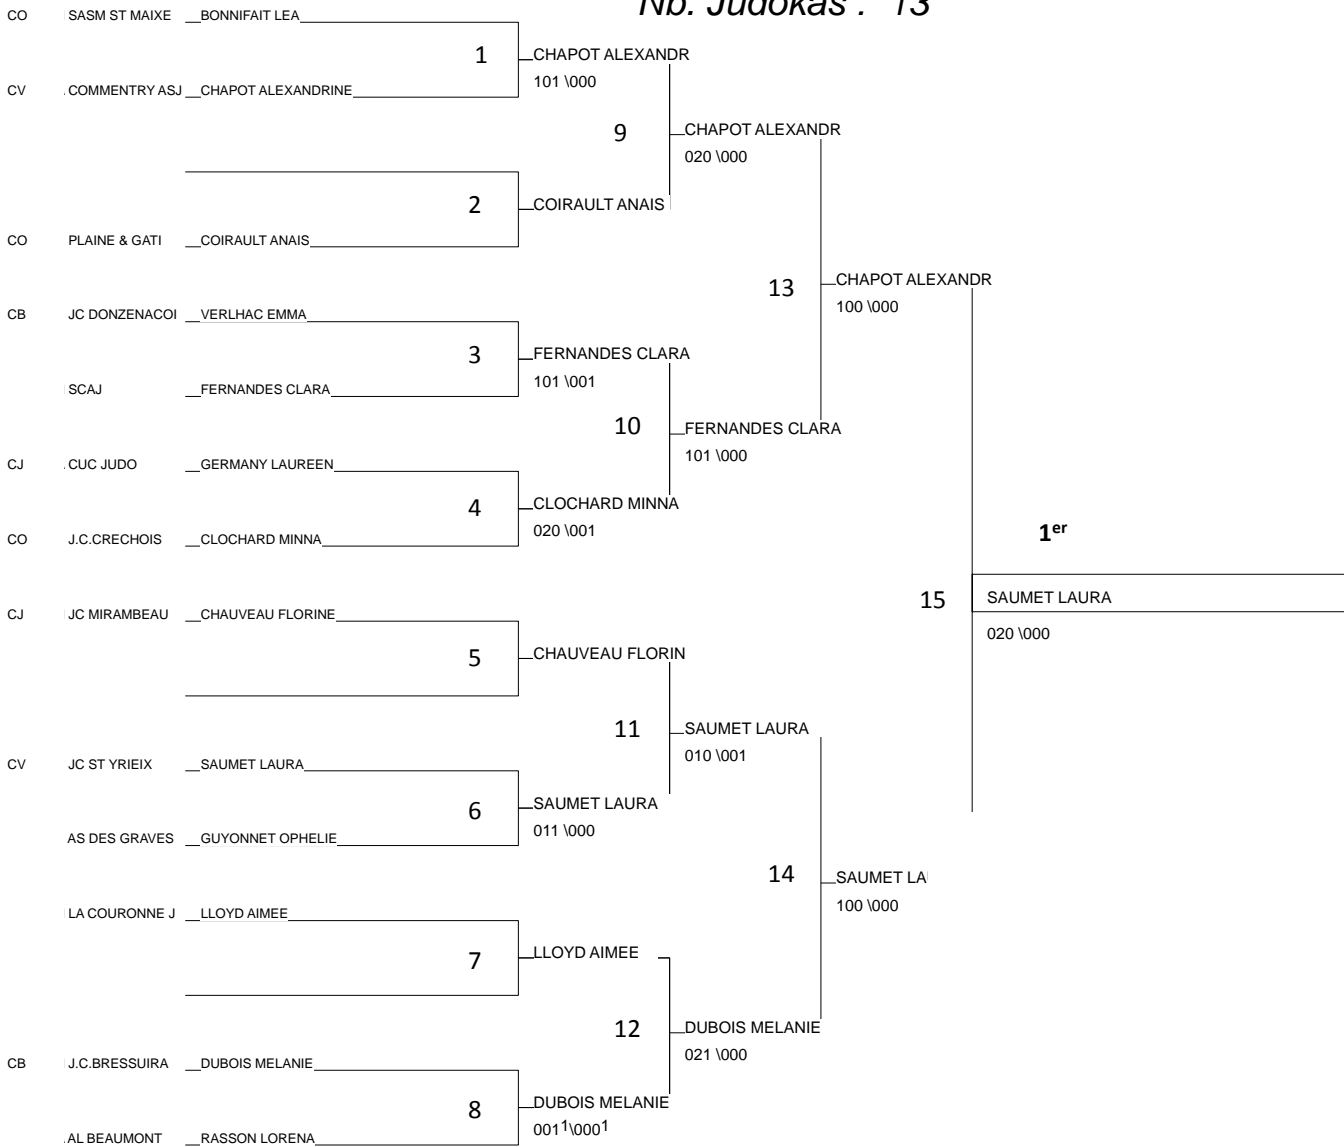 Nb. Judokas : 13
CO SASM ST MAIXE BONNIFAIT LEA
1 CHAPOT ALEXANDR
101 \000
CV COMMENTRY ASJ CHAPOT ALEXANDRINE
9 CHAPOT ALEXANDR
020 \000
2 COIRAULT ANAIS
CO PLAINE & GATI COIRAULT ANAIS
13 CHAPOT ALEXANDR
100 \000
CB JC DONZENACOI VERLHAC EMMA
3 FERNANDES CLARA
101 \001
SCAJ FERNANDES CLARA
10 FERNANDES CLARA
101 \000
CJ CUC JUDO GERMANY LAUREEN
4 CLOCHARD MINNA
020 \001
CO J.C.CRECHOIS CLOCHARD MINNA
1er
15 SAUMET LAURA
020 \000
CJ JC MIRAMBEAU CHAUVEAU FLORINE
5 CHAUVEAU FLORIN
11 SAUMET LAURA
010 \001
CV JC ST YRIEIX SAUMET LAURA
6 SAUMET LAURA
011 \000
AS DES GRAVES GUYONNET OPHELIE
14 SAUMET LA
100 \000
LA COURONNE J LLOYD AIMEE
7 LLOYD AIMEE
12 DUBOIS MELANIE
021 \000
CB J.C.BRESSUIRA DUBOIS MELANIE
8 DUBOIS MELANIE
001¹\000¹
AL BEAUMONT RASSON LORENA